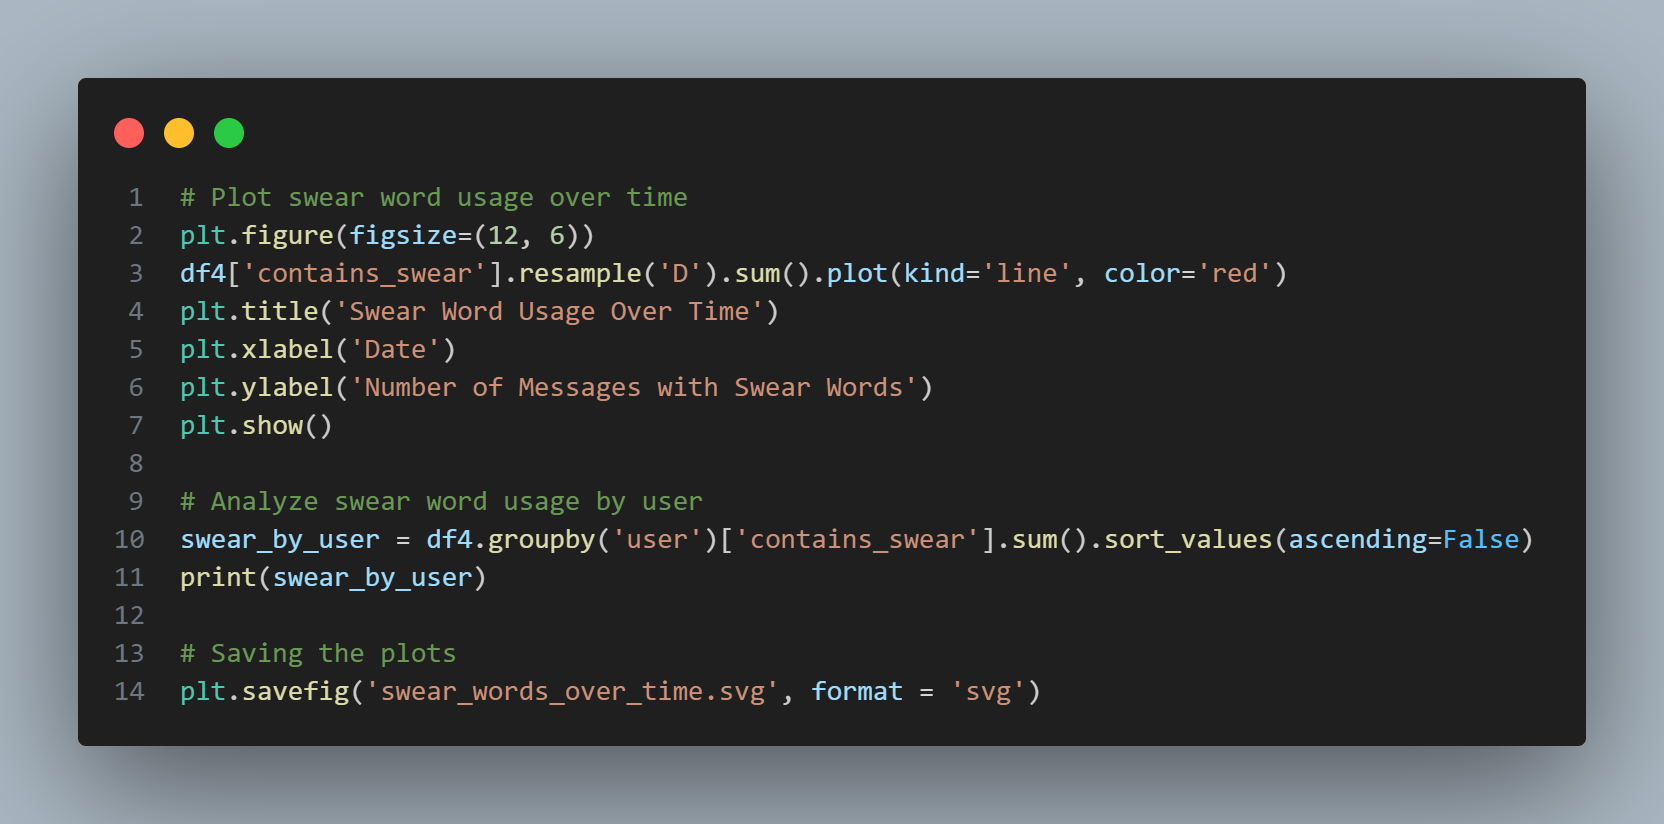 1 # Plot swear word usage over time
2 plt.figure(figsize=(12, 6))
3 df4['contains_swear'].resample('D').sum().plot(kind='line', color='red')
4 plt.title('Swear Word Usage Over Time')
5 plt.xlabel('Date')
6 plt.ylabel('Number of Messages with Swear Words')
7 plt.show()
8
9 # Analyze swear word usage by user
10 swear_by_user = df4.groupby('user')['contains_swear'].sum().sort_values(ascending=False)
11 print(swear_by_user)
12
13 # Saving the plots
14 plt.savefig('swear_words_over_time.svg', format = 'svg')